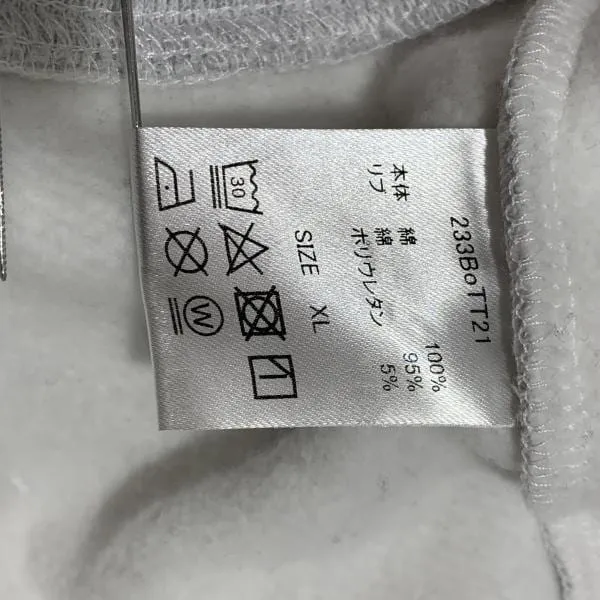 233BoTT21
本体 綿 100%
リブ 綿 95%
ポリウレタン 5%
SIZE XL
30
W